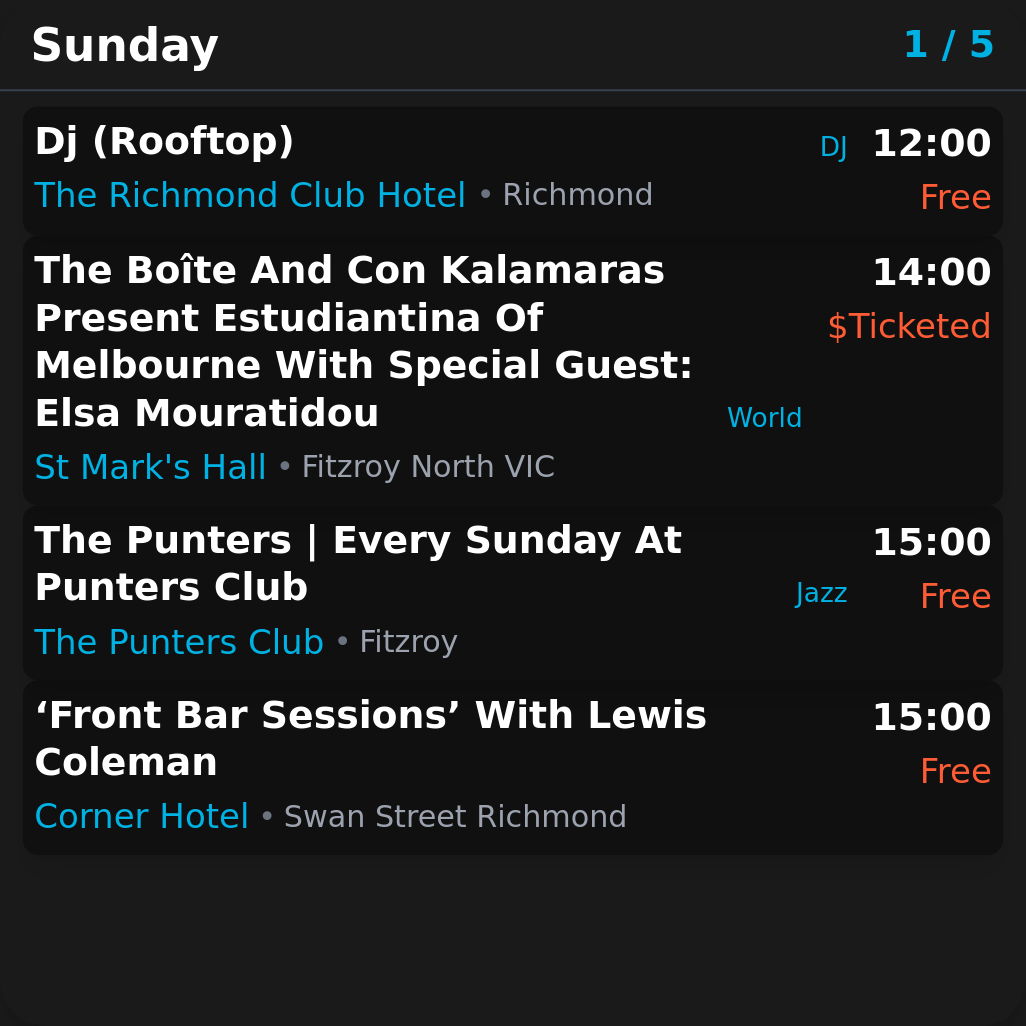 Sunday 1 / 5
Dj (Rooftop) DJ 12:00
The Richmond Club Hotel • Richmond Free
The Boîte And Con Kalamaras 14:00
Present Estudiantina Of $Ticketed
Melbourne With Special Guest:
Elsa Mouratidou World
St Mark's Hall • Fitzroy North VIC
The Punters | Every Sunday At 15:00
Punters Club Jazz Free
The Punters Club • Fitzroy
‘Front Bar Sessions’ With Lewis 15:00
Coleman Free
Corner Hotel • Swan Street Richmond